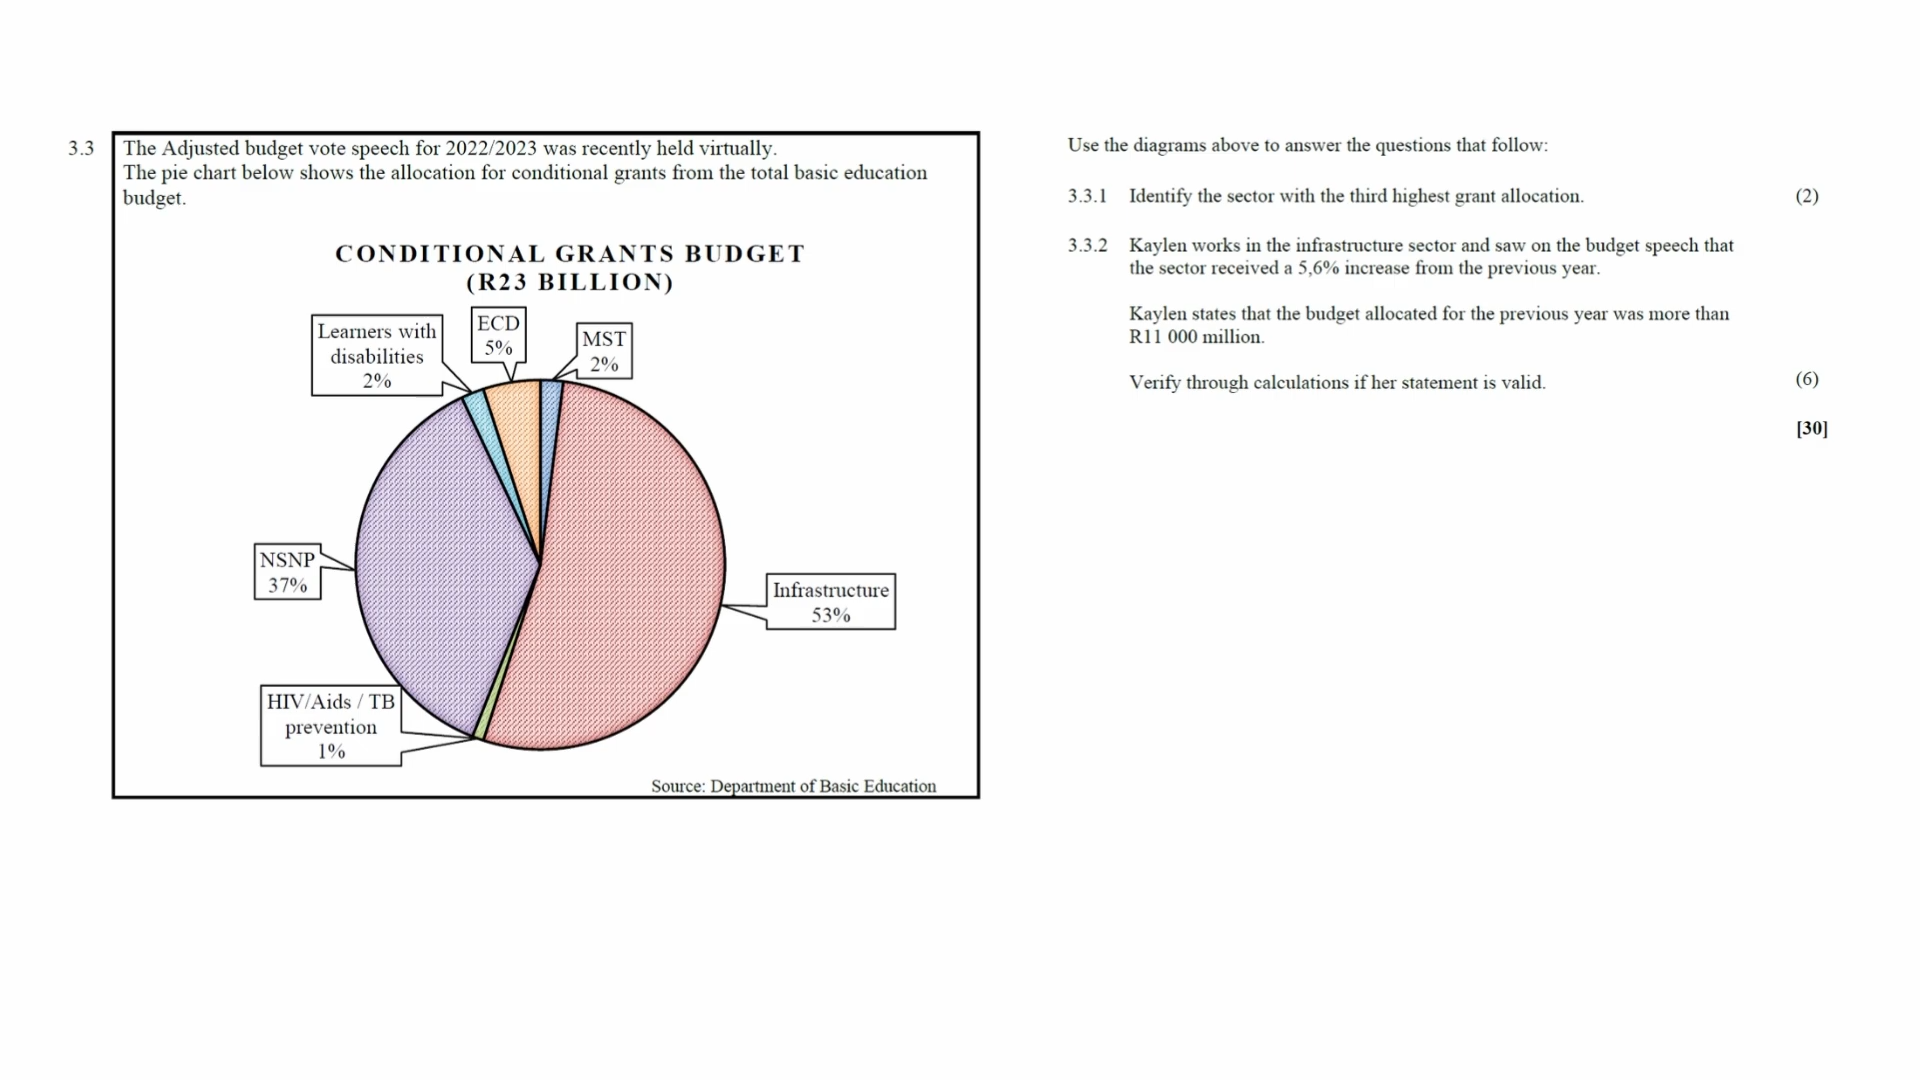 3.3
The Adjusted budget vote speech for 2022/2023 was recently held virtually.
The pie chart below shows the allocation for conditional grants from the total basic education
budget.
CONDITIONAL GRANTS BUDGET
(R23 BILLION)
Learners with
disabilities
2%
ECD
5%
MST
2%
NSNP
37%
Infrastructure
53%
HIV/Aids / TB
prevention
1%
Source: Department of Basic Education
Use the diagrams above to answer the questions that follow:
3.3.1 Identify the sector with the third highest grant allocation. (2)
3.3.2 Kaylen works in the infrastructure sector and saw on the budget speech that
the sector received a 5,6% increase from the previous year.
Kaylen states that the budget allocated for the previous year was more than
R11 000 million.
Verify through calculations if her statement is valid. (6)
[30]